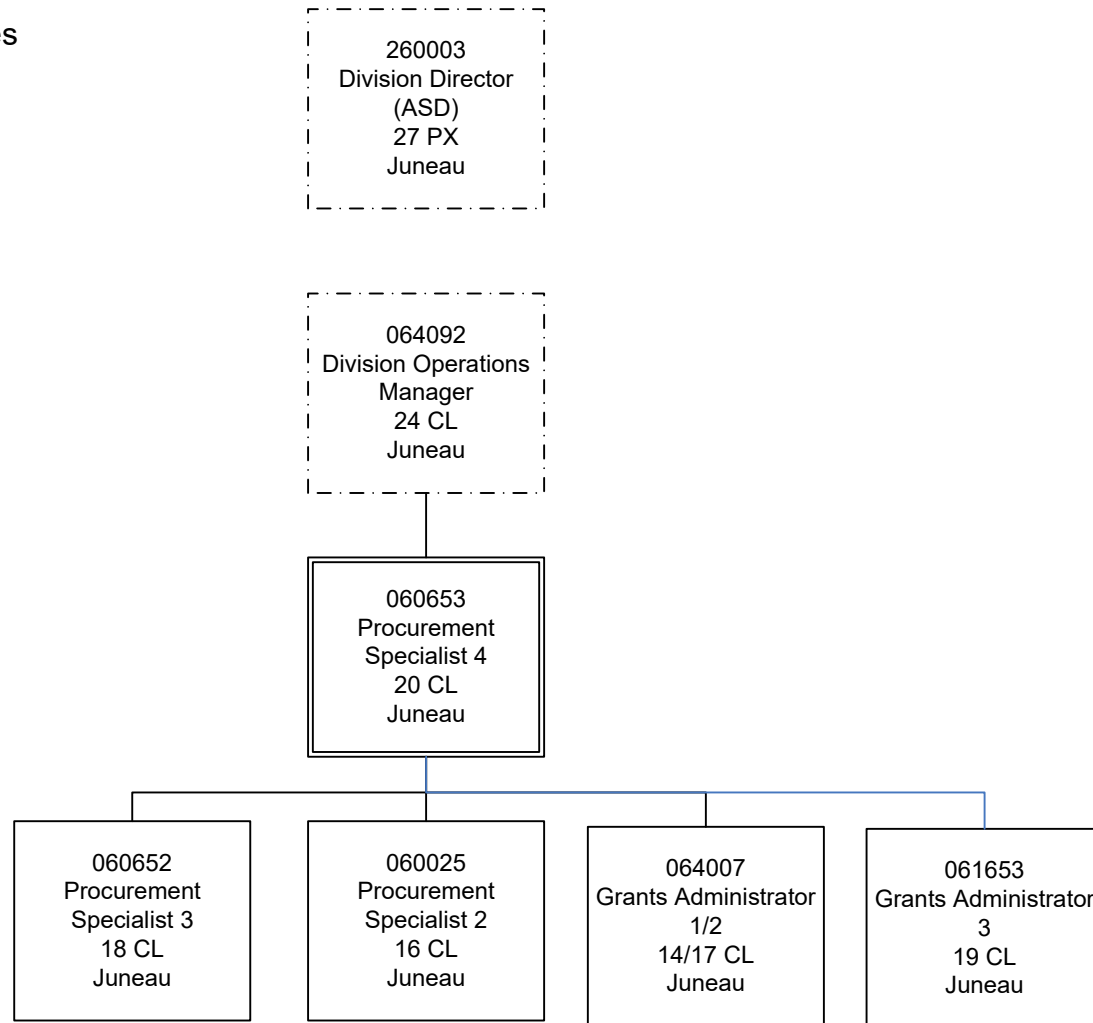 260003
Division Director
(ASD)
27 PX
Juneau
064092
Division Operations
Manager
24 CL
Juneau
060653
Procurement
Specialist 4
20 CL
Juneau
060652
Procurement
Specialist 3
18 CL
Juneau
060025
Procurement
Specialist 2
16 CL
Juneau
064007
Grants Administrator
1/2
14/17 CL
Juneau
061653
Grants Administrator
3
19 CL
Juneau